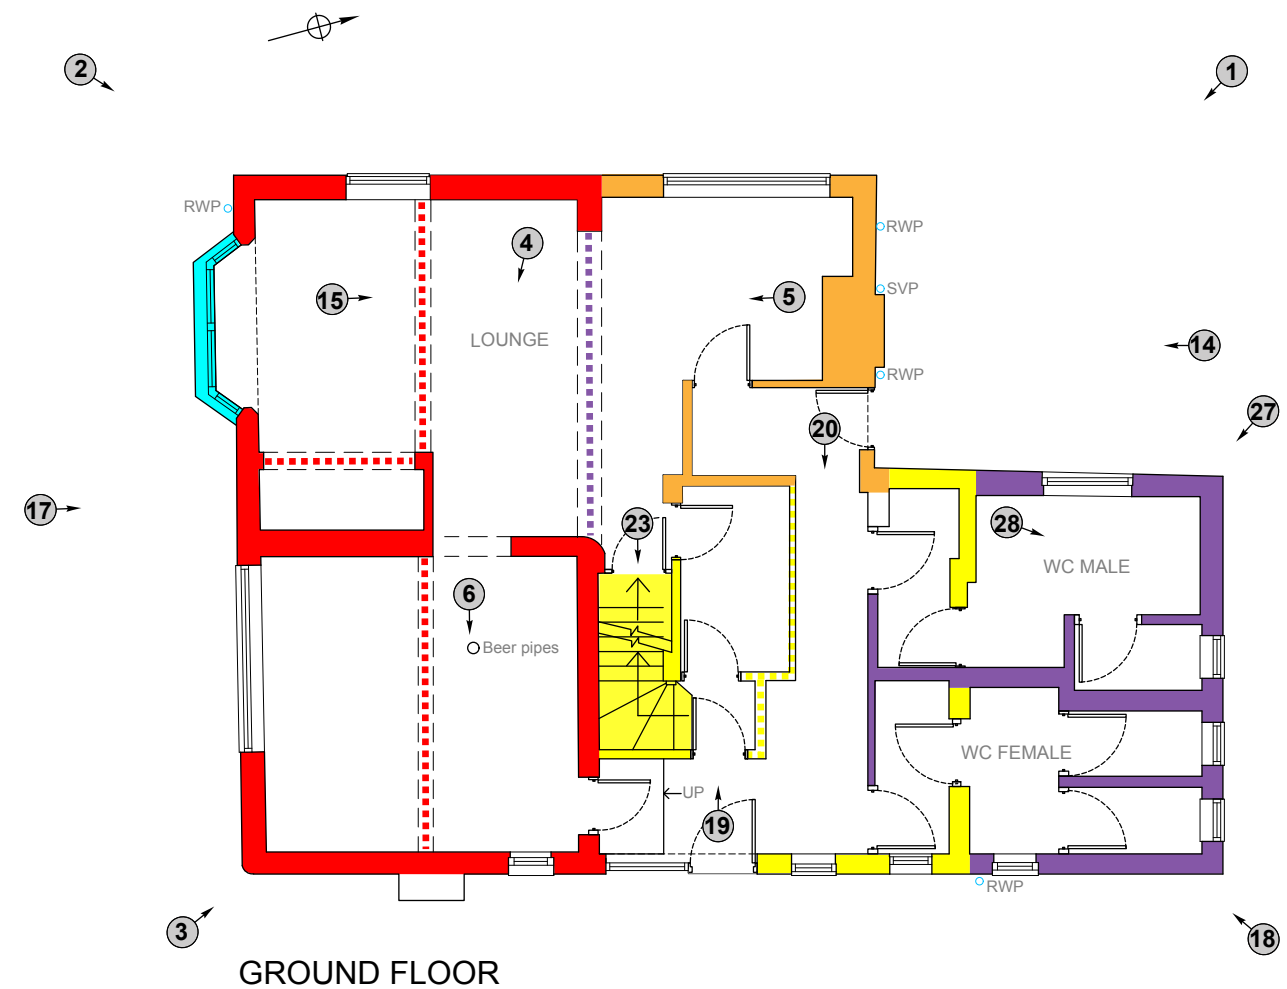 2
1
RWP
4
RWP
15
5
SVP
LOUNGE
14
RWP
27
20
17
23
28
WC MALE
6
Beer pipes
WC FEMALE
UP
19
RWP
3
18
GROUND FLOOR